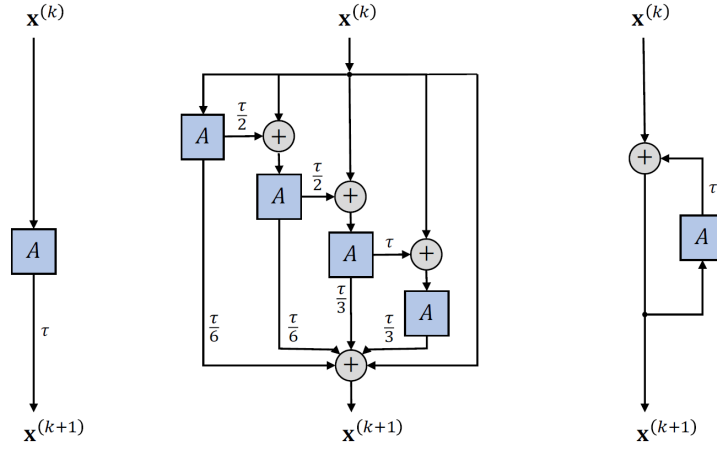 𝐱^(k)
A
τ
𝐱^(k+1)
𝐱^(k)
A
τ/2
+
A
τ/2
+
A
τ
+
A
τ/6
τ/6
τ/3
τ/3
+
𝐱^(k+1)
𝐱^(k)
+
τ
A
𝐱^(k+1)